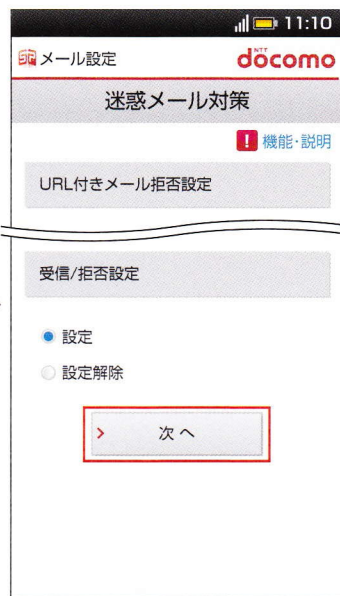 11:10
メール設定
NTT
döcomo
迷惑メール対策
! 機能・説明
URL付きメール拒否設定
受信/拒否設定
設定
設定解除
> 次へ